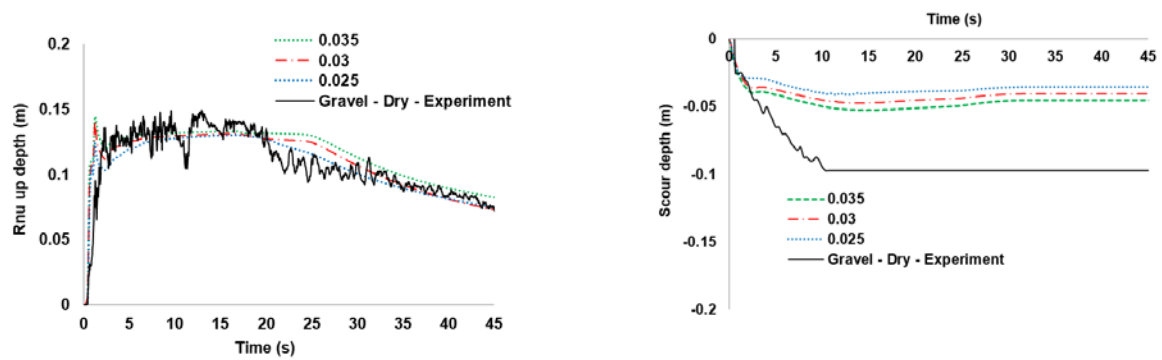 0.2
0.15
0.1
0.05
0
Rnu up depth (m)
0.035
0.03
0.025
Gravel - Dry - Experiment
0 5 10 15 20 25 30 35 40 45
Time (s)
Time (s)
0 5 10 15 20 25 30 35 40 45
0
-0.05
-0.1
-0.15
-0.2
Scour depth (m)
0.035
0.03
0.025
Gravel - Dry - Experiment